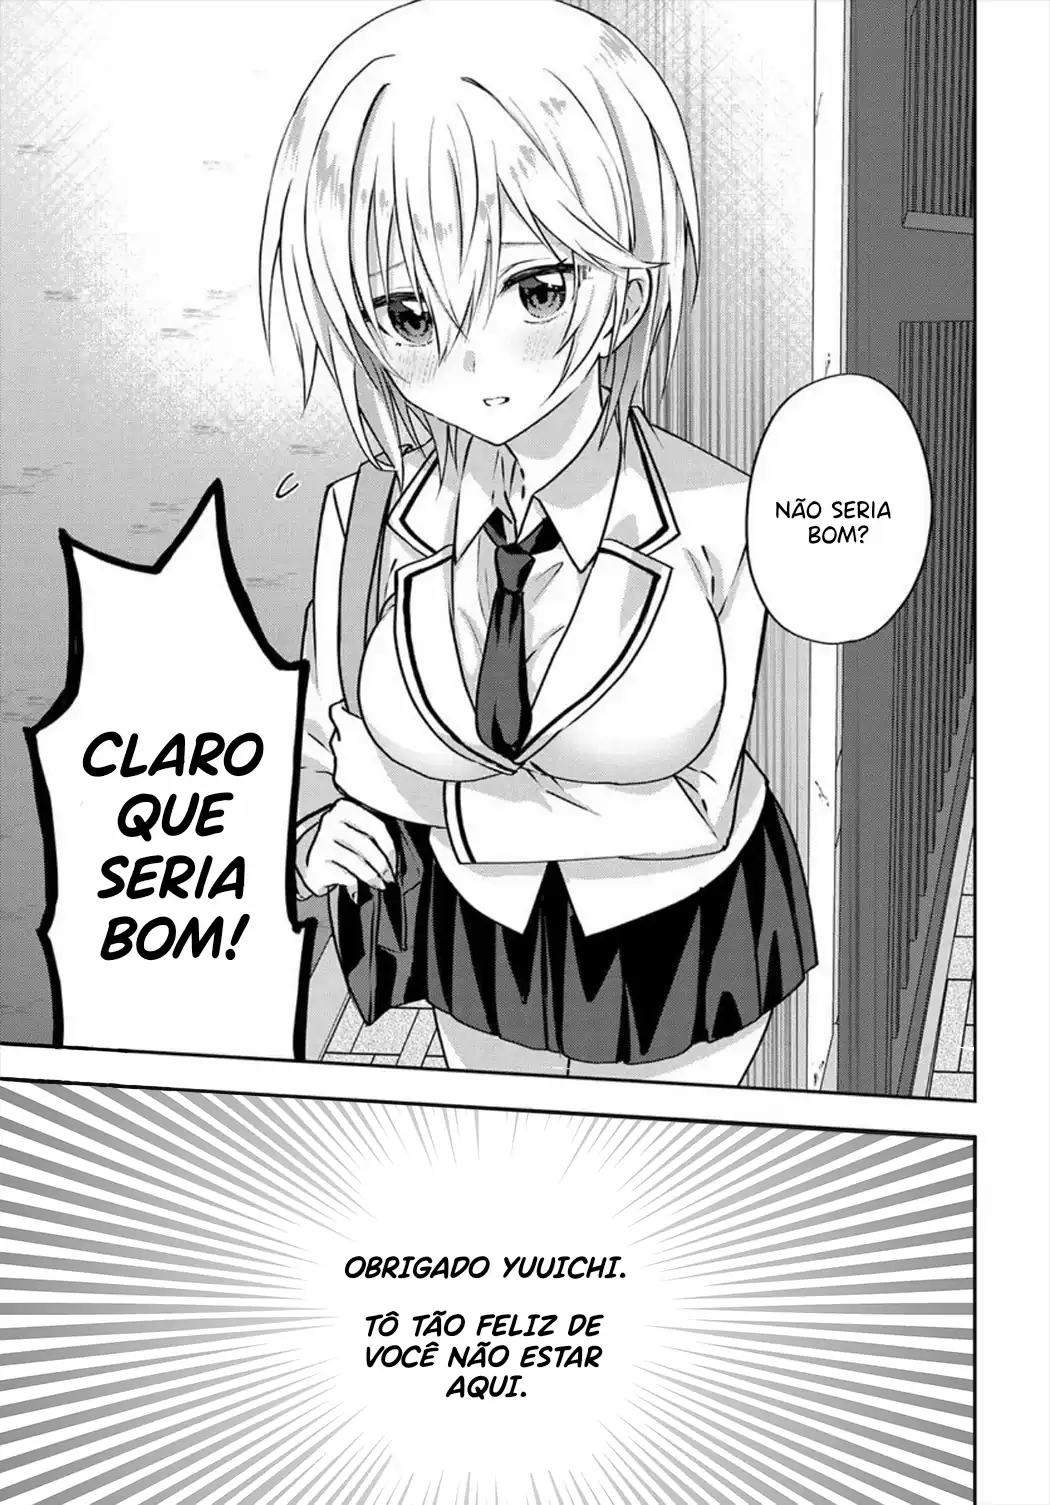 NÃO SERIA
BOM?
CLARO
QUE
SERIA
BOM!
OBRIGADO YUUICHI.
TÔ TÃO FELIZ DE
VOCÊ NÃO ESTAR
AQUI.